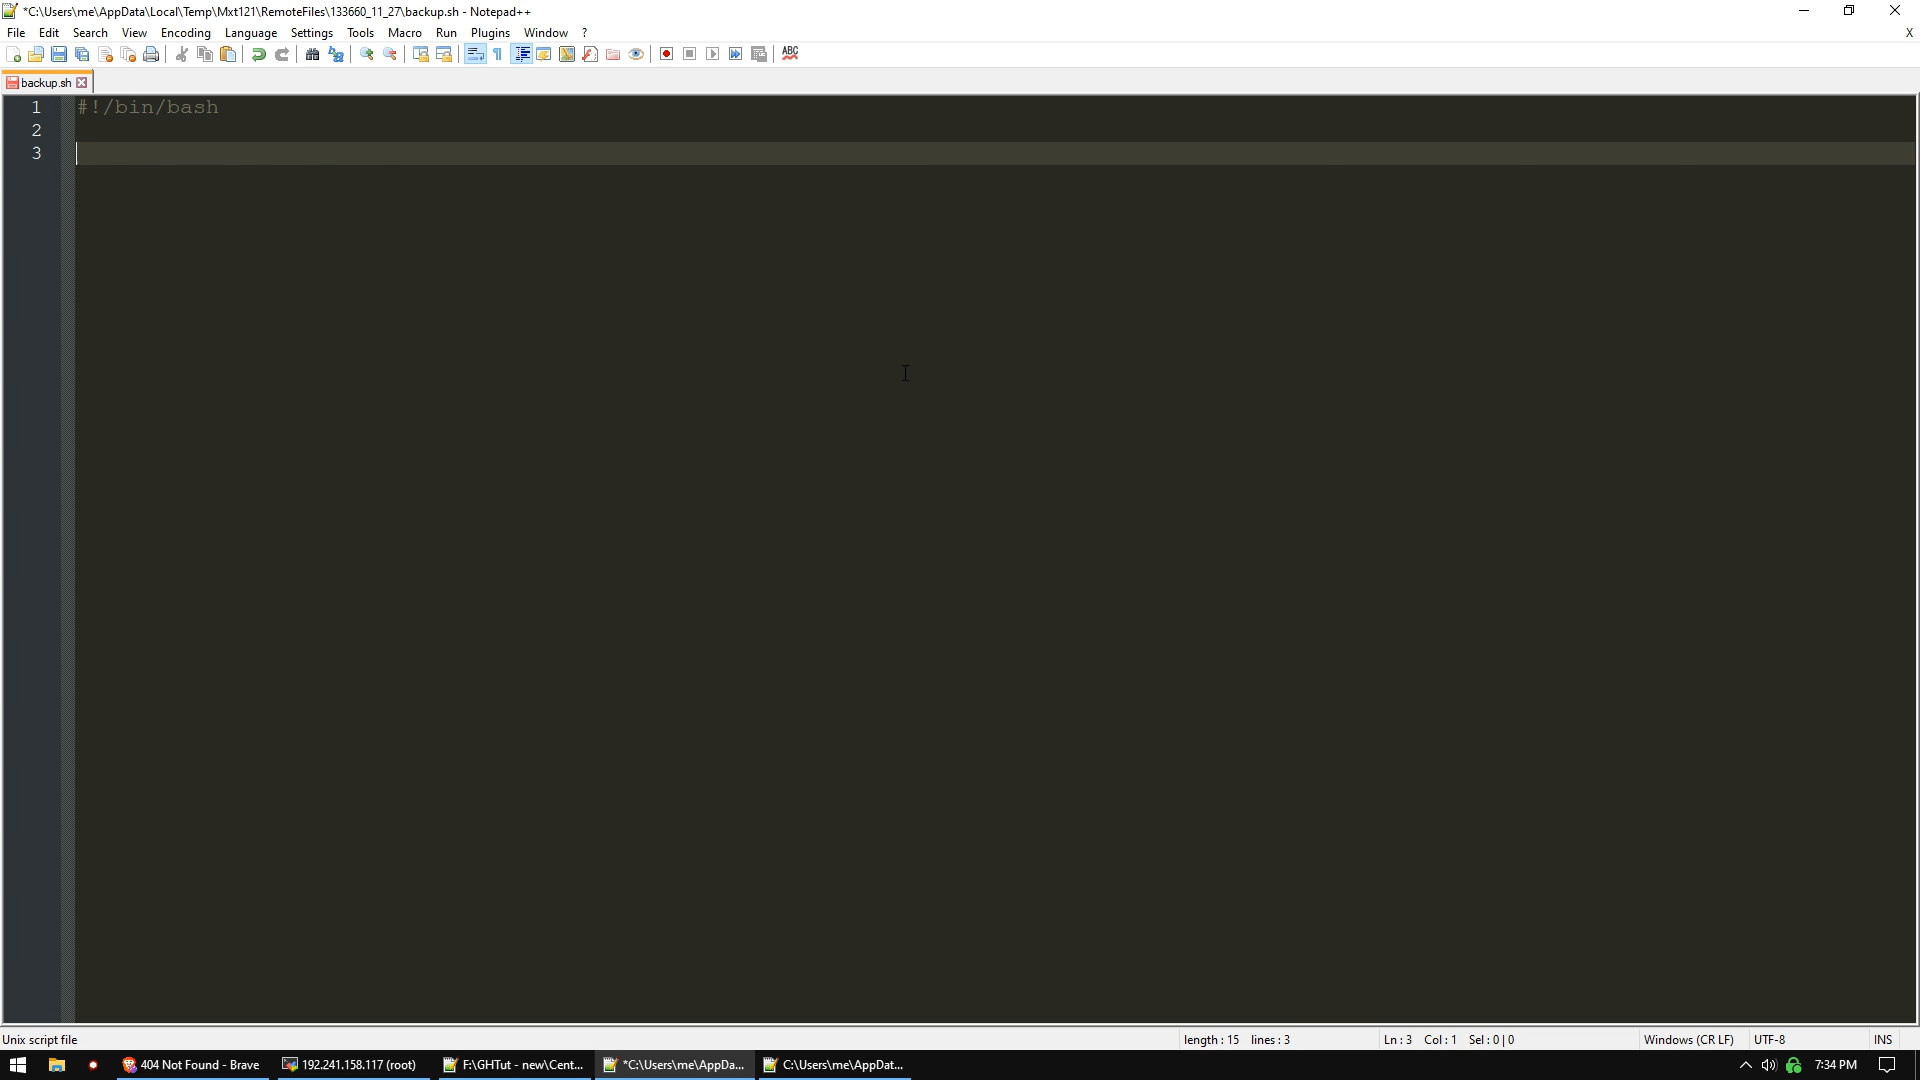 *C:\Users\me\AppData\Local\Temp\Mxt121\RemoteFiles\133660_11_27\backup.sh - Notepad++
File Edit Search View Encoding Language Settings Tools Macro Run Plugins Window ? X
ABC
backup.sh
1 #!/bin/bash
2
3
Unix script file length : 15 lines : 3 Ln : 3 Col : 1 Sel : 0 | 0 Windows (CR LF) UTF-8 INS
404 Not Found - Brave 192.241.158.117 (root) F:\GHTut - new\Cent... *C:\Users\me\AppDa... C:\Users\me\AppDat... 7:34 PM